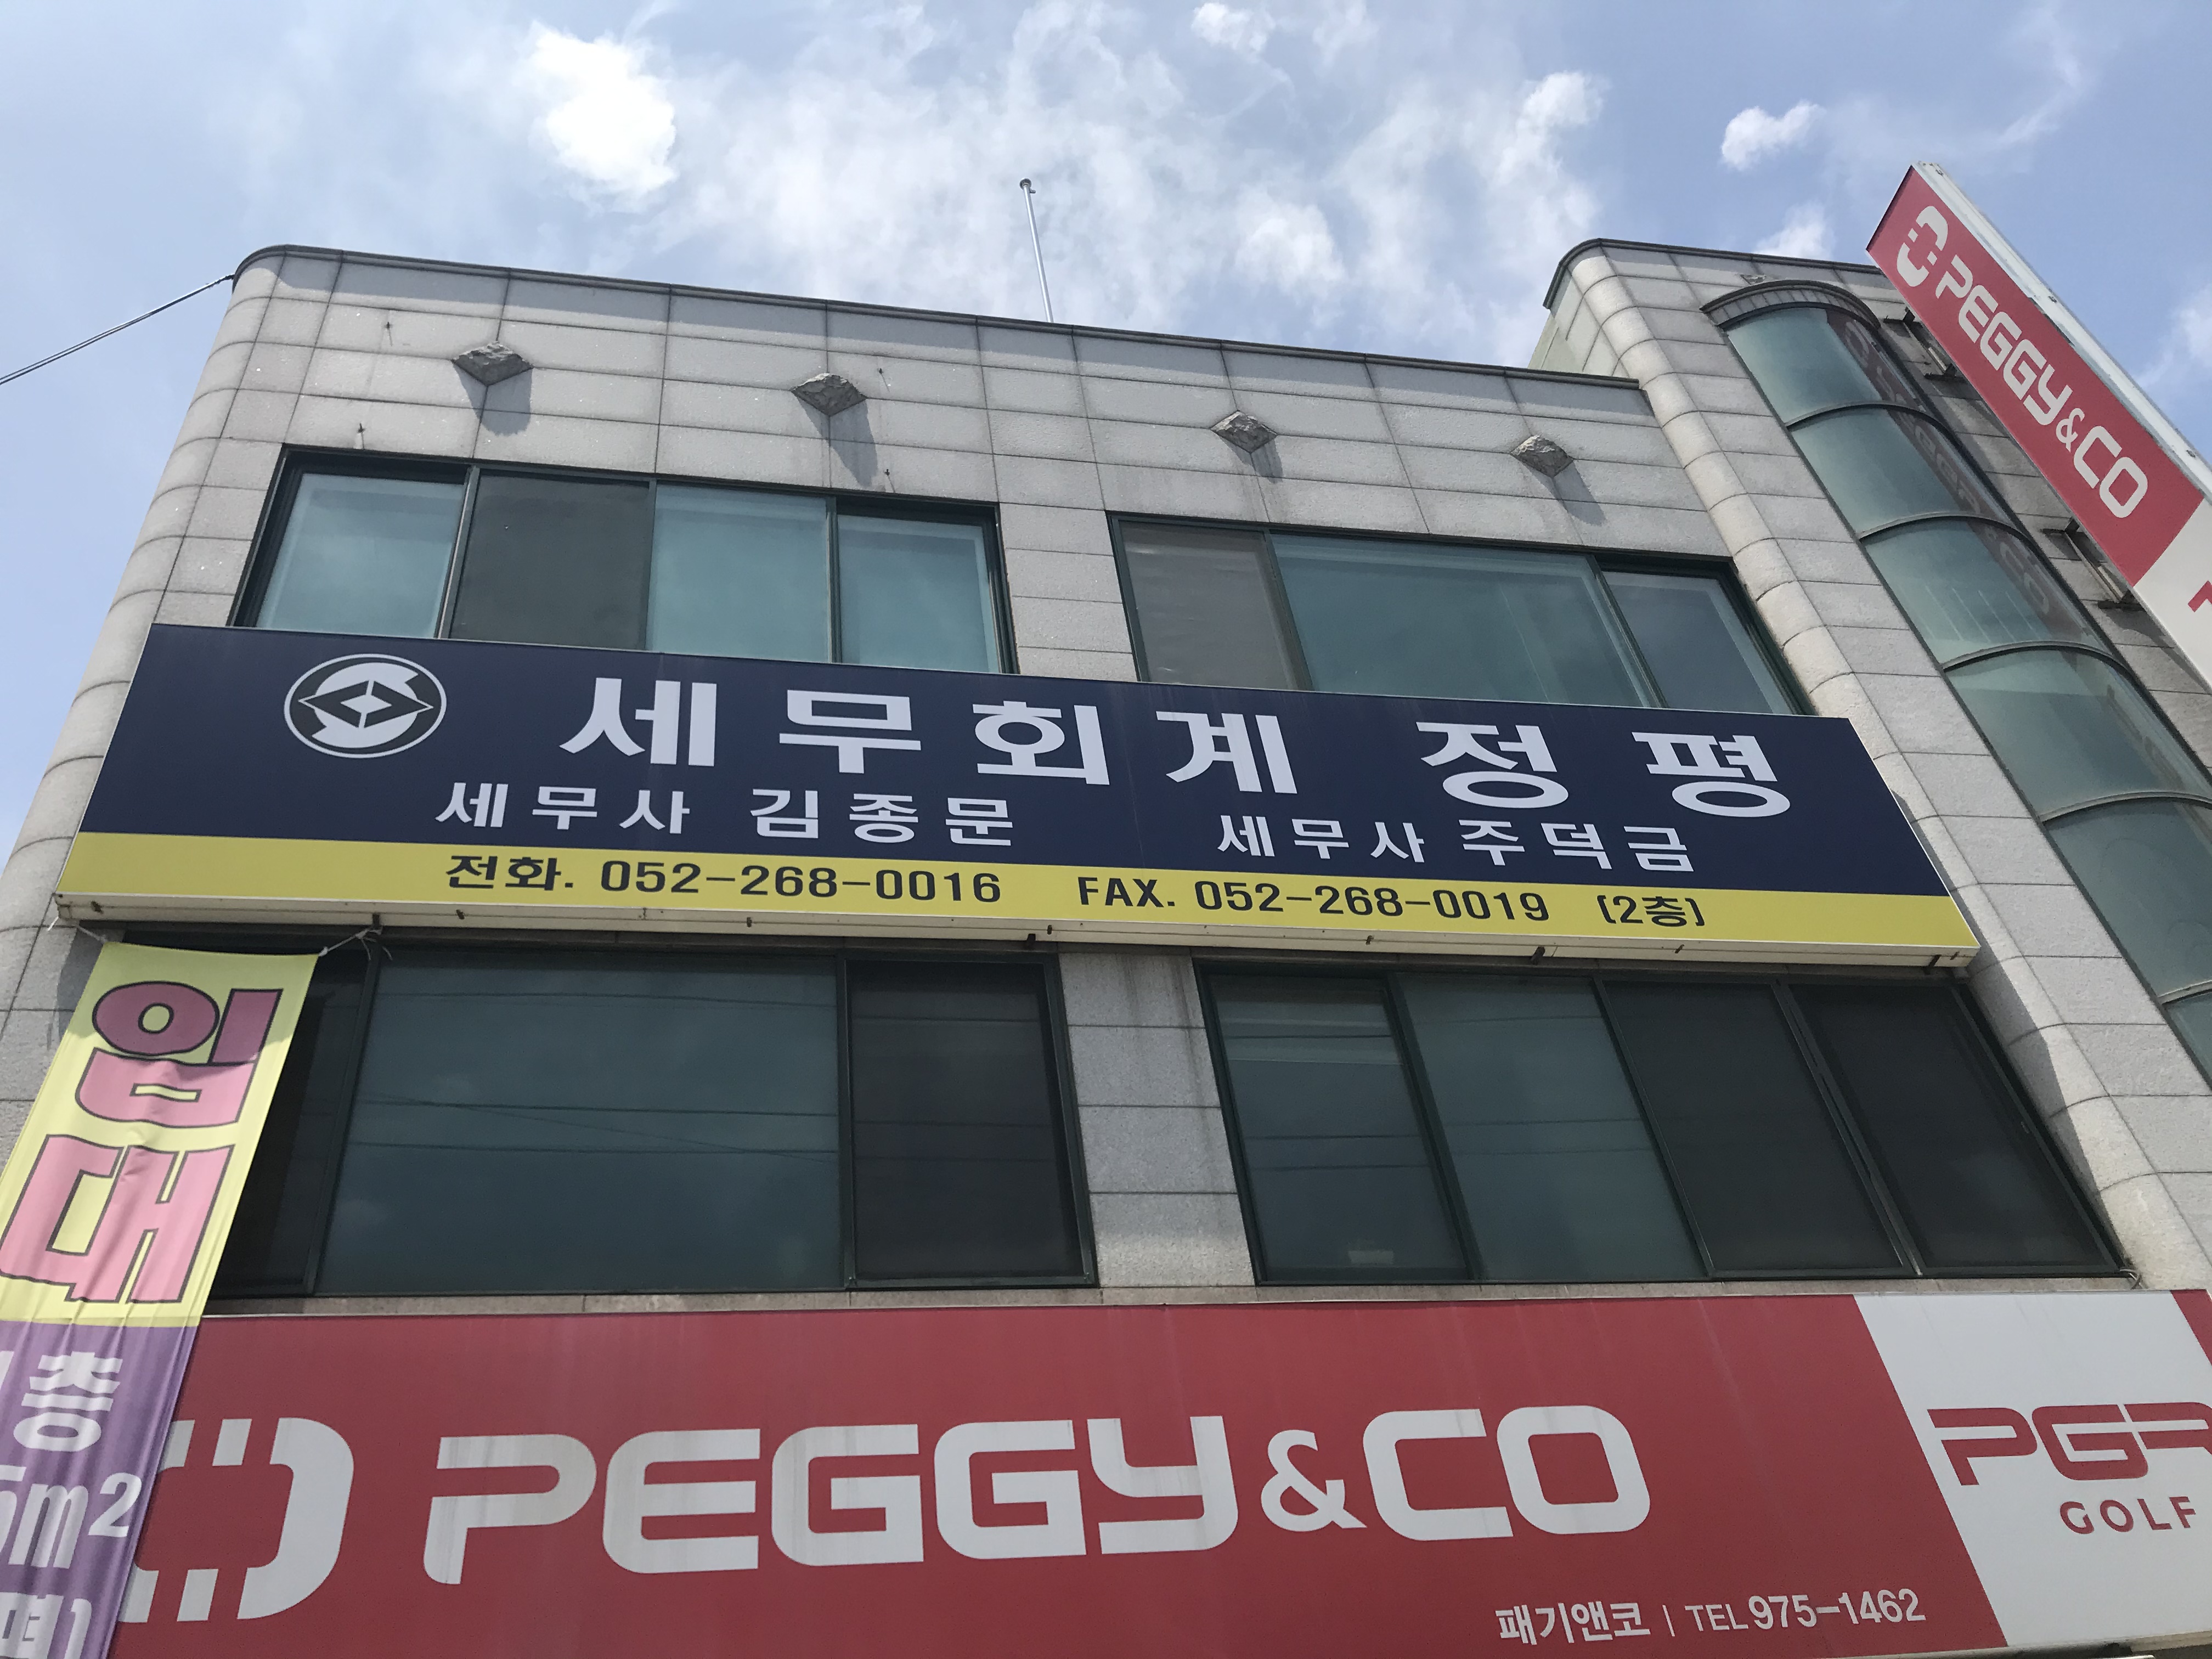 PEGGY&CO
세무회계 정평
세무사 김종문 세무사 주덕금
전화. 052-268-0016 FAX. 052-268-0019 (2층)
임대
층
5m2
PEGGY&CO
패기앤코 | TEL 975-1462
GOLF